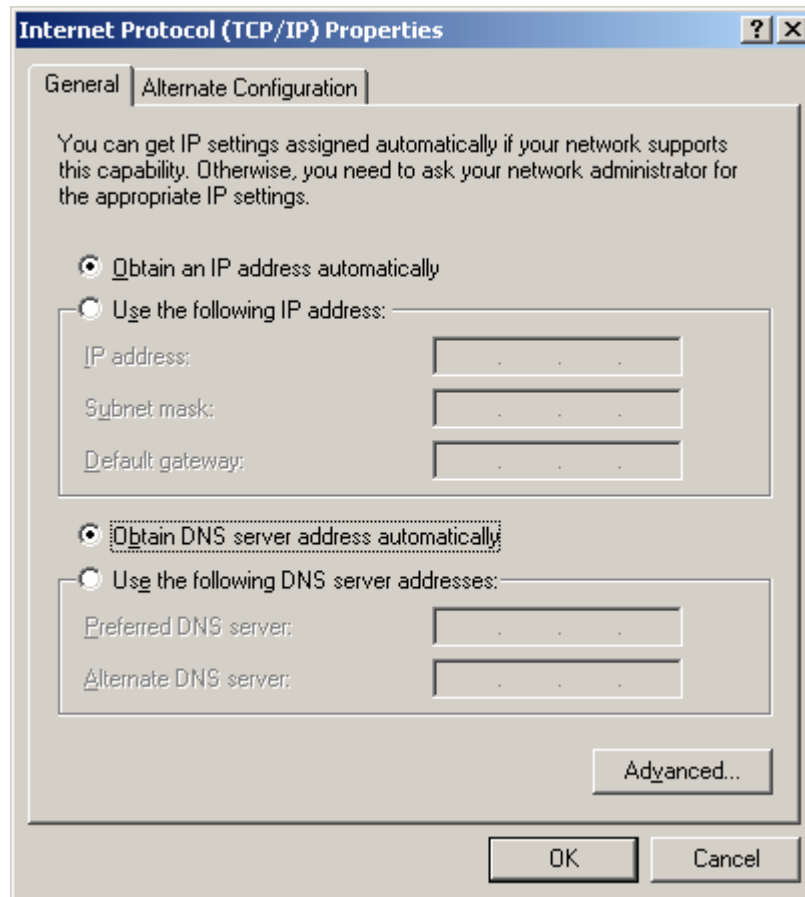 Internet Protocol (TCP/IP) Properties
General
Alternate Configuration
You can get IP settings assigned automatically if your network supports
this capability. Otherwise, you need to ask your network administrator for
the appropriate IP settings.
Obtain an IP address automatically
Use the following IP address:
IP address:
Subnet mask:
Default gateway:
Obtain DNS server address automatically
Use the following DNS server addresses:
Preferred DNS server:
Alternate DNS server:
Advanced...
OK
Cancel